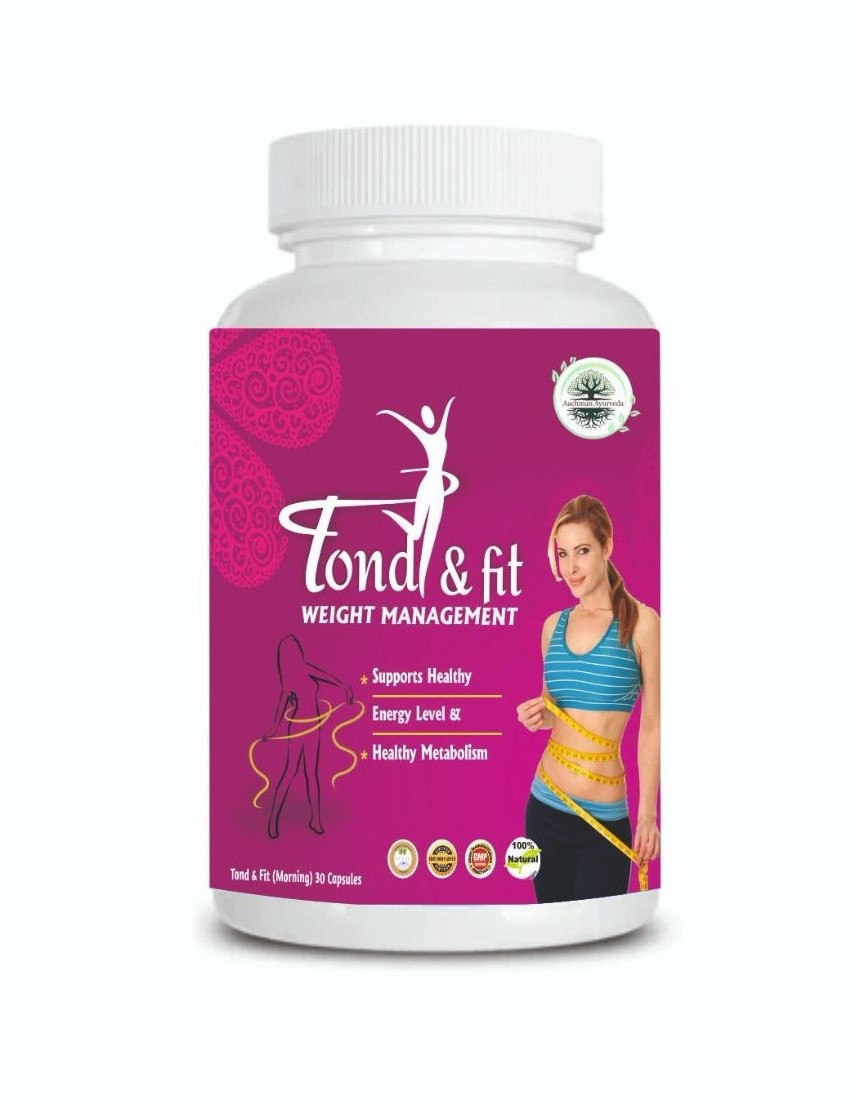 Aachman Ayurveda
Tond & fit
WEIGHT MANAGEMENT
* Supports Healthy
Energy Level &
* Healthy Metabolism
GMP
100%
Natural
Tond & Fit (Morning) 30 Capsules